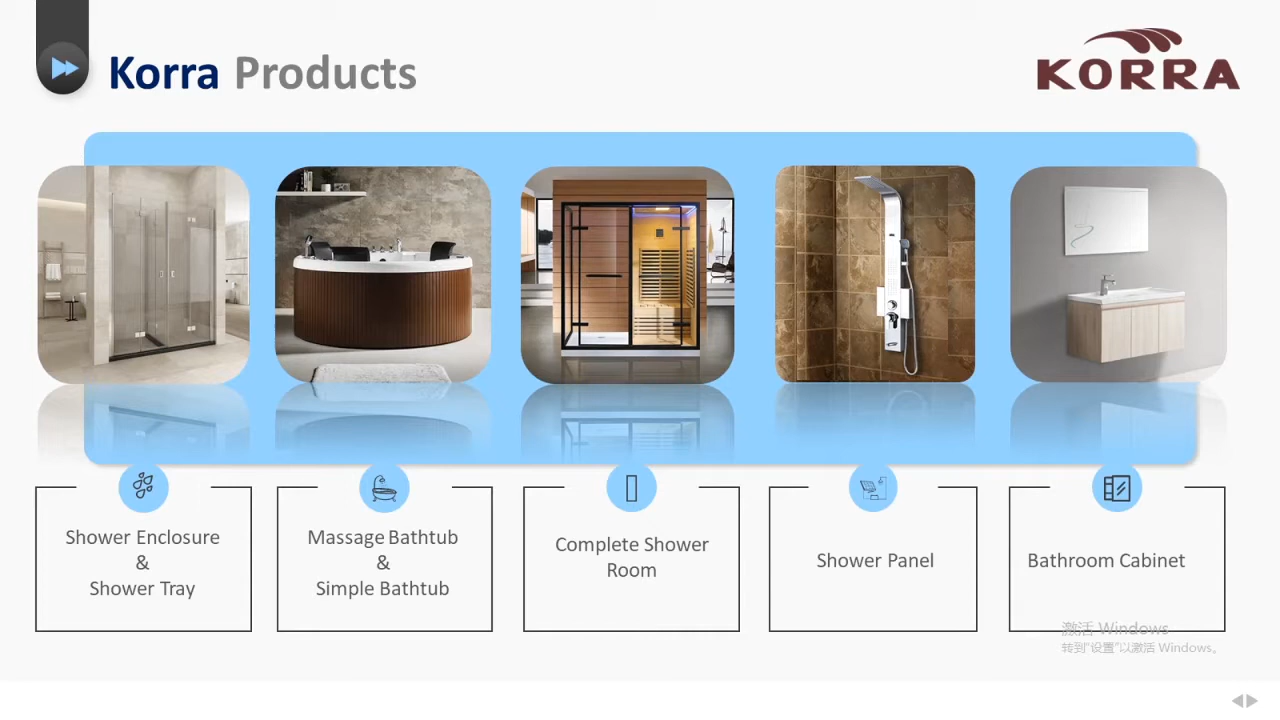 Korra Products
KORRA
Shower Enclosure
&
Shower Tray
Massage Bathtub
&
Simple Bathtub
Complete Shower
Room
Shower Panel
Bathroom Cabinet
激活 Windows
转到“设置”以激活 Windows。